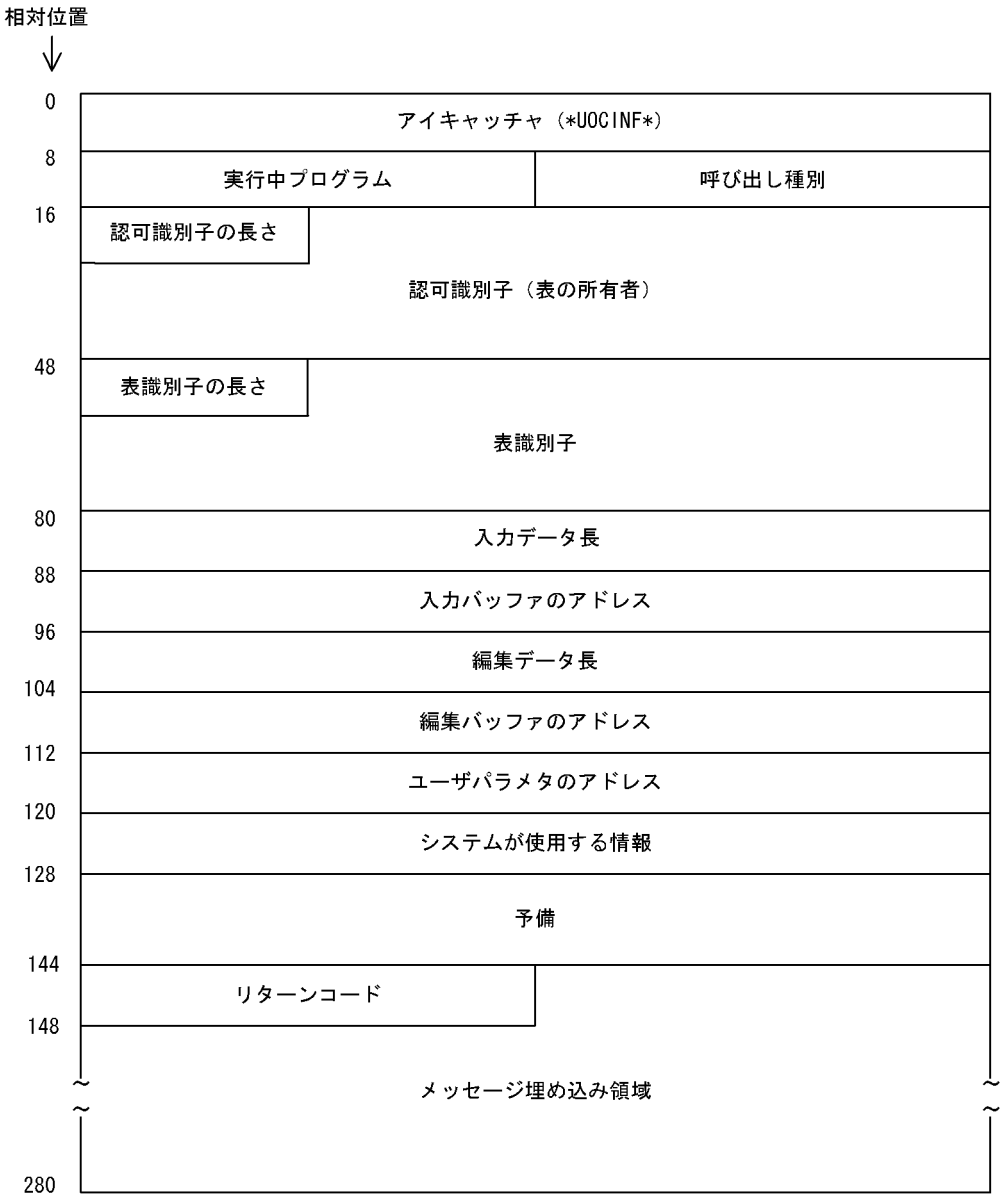 相対位置
0
アイキャッチャ（*UOCINF*）
8
実行中プログラム
呼び出し種別
16
認可識別子の長さ
認可識別子（表の所有者）
48
表識別子の長さ
表識別子
80
入力データ長
88
入力バッファのアドレス
96
編集データ長
104
編集バッファのアドレス
112
ユーザパラメタのアドレス
120
システムが使用する情報
128
予備
144
リターンコード
148
メッセージ埋め込み領域
280